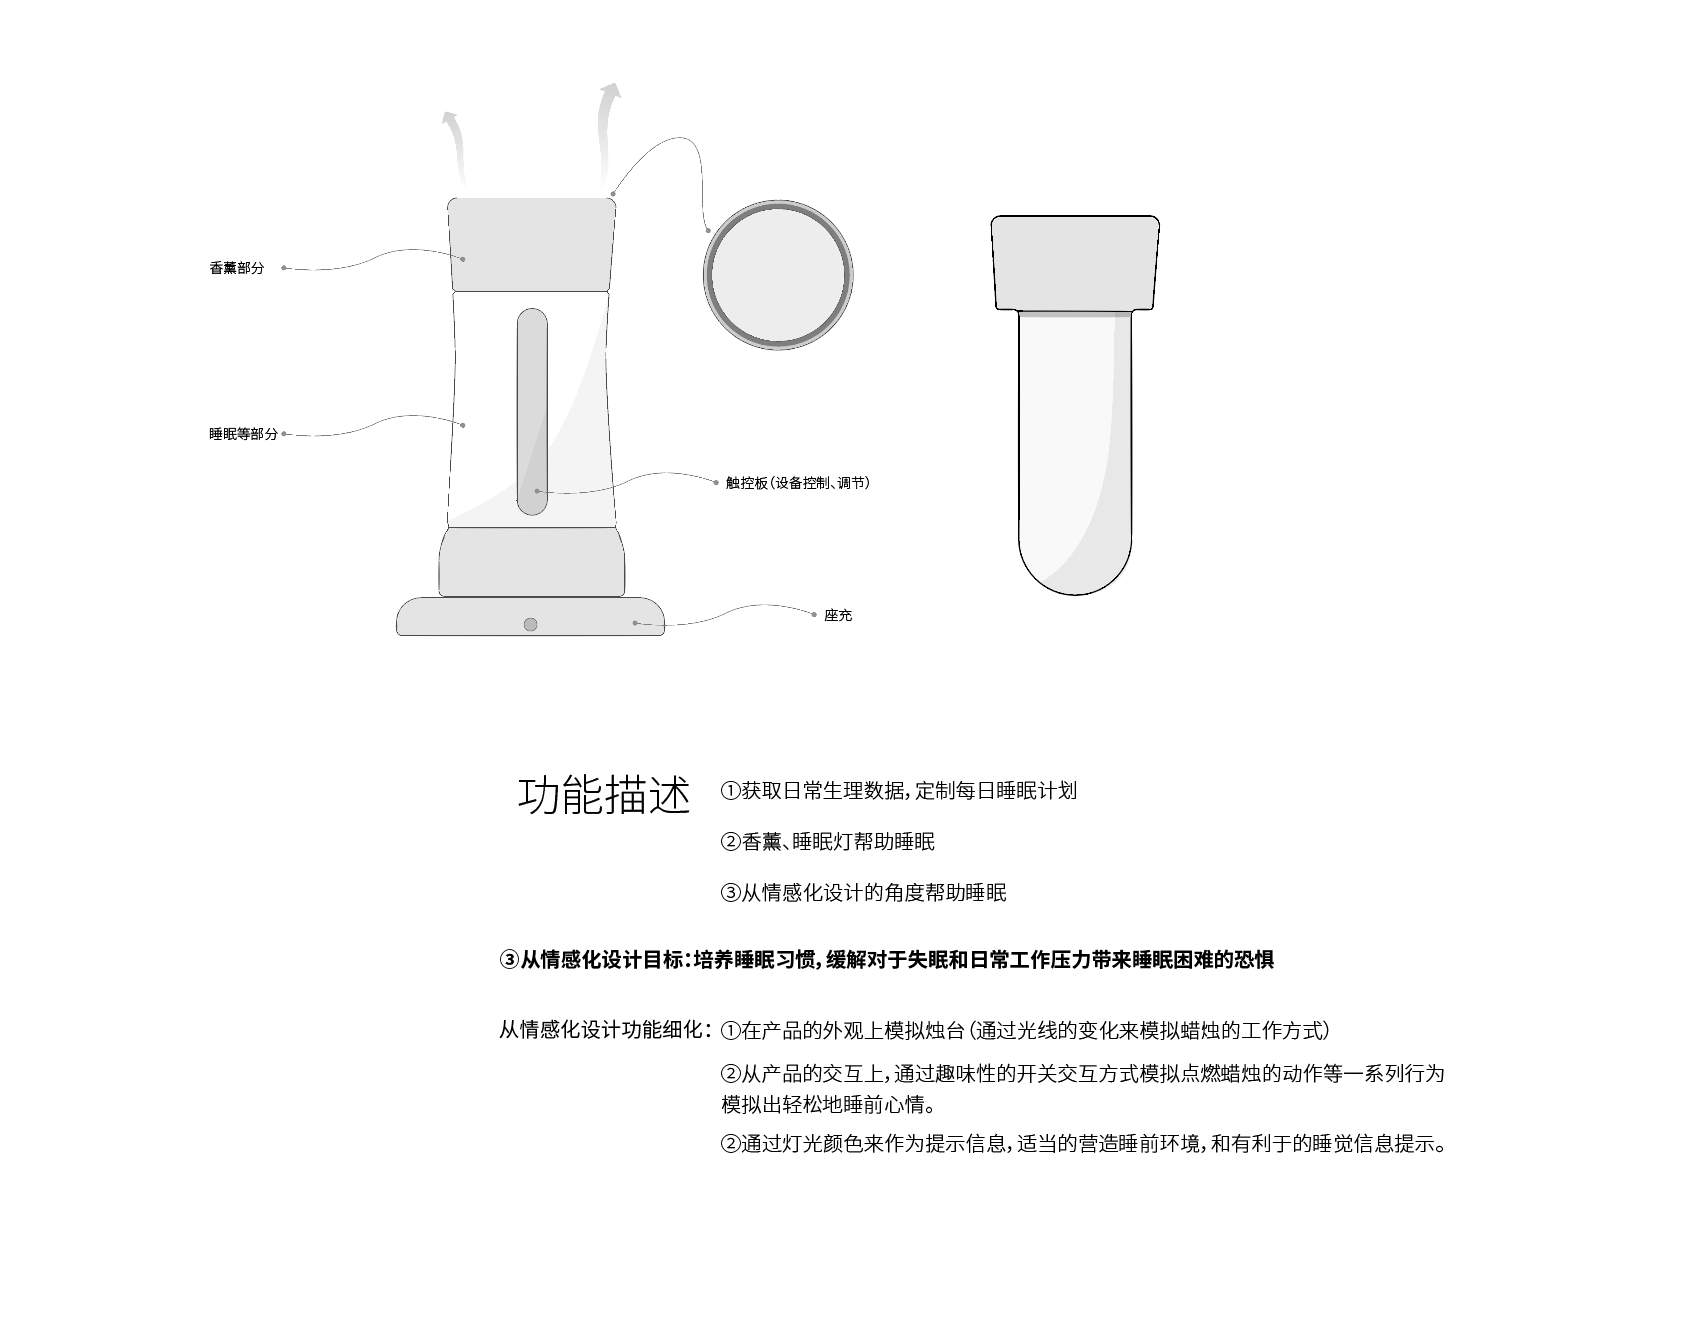 香薰部分
睡眠等部分
触控板（设备控制、调节）
座充
功能描述
①获取日常生理数据，定制每日睡眠计划
②香薰、睡眠灯帮助睡眠
③从情感化设计的角度帮助睡眠
③从情感化设计目标：培养睡眠习惯，缓解对于失眠和日常工作压力带来睡眠困难的恐惧
从情感化设计功能细化：①在产品的外观上模拟烛台（通过光线的变化来模拟蜡烛的工作方式）
②从产品的交互上，通过趣味性的开关交互方式模拟点燃蜡烛的动作等一系列行为
模拟出轻松地睡前心情。
②通过灯光颜色来作为提示信息，适当的营造睡前环境，和有利于的睡觉信息提示。